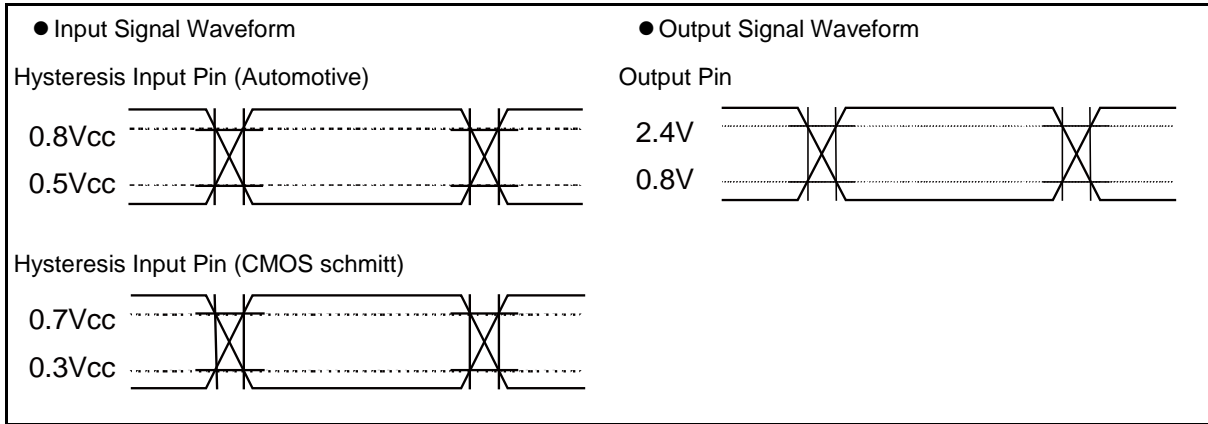 ● Input Signal Waveform
Hysteresis Input Pin (Automotive)
0.8Vcc
0.5Vcc
Hysteresis Input Pin (CMOS schmitt)
0.7Vcc
0.3Vcc
● Output Signal Waveform
Output Pin
2.4V
0.8V